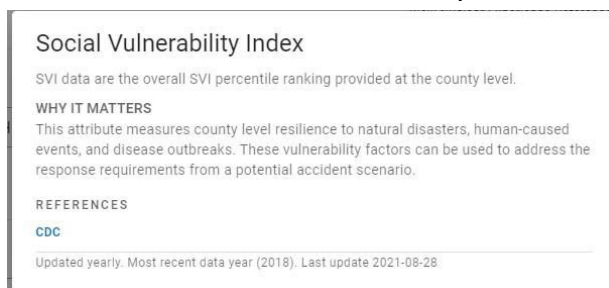 Social Vulnerability Index
SVI data are the overall SVI percentile ranking provided at the county level.
WHY IT MATTERS
This attribute measures county level resilience to natural disasters, human-caused
events, and disease outbreaks. These vulnerability factors can be used to address the
response requirements from a potential accident scenario.
REFERENCES
CDC
Updated yearly. Most recent data year (2018). Last update 2021-08-28